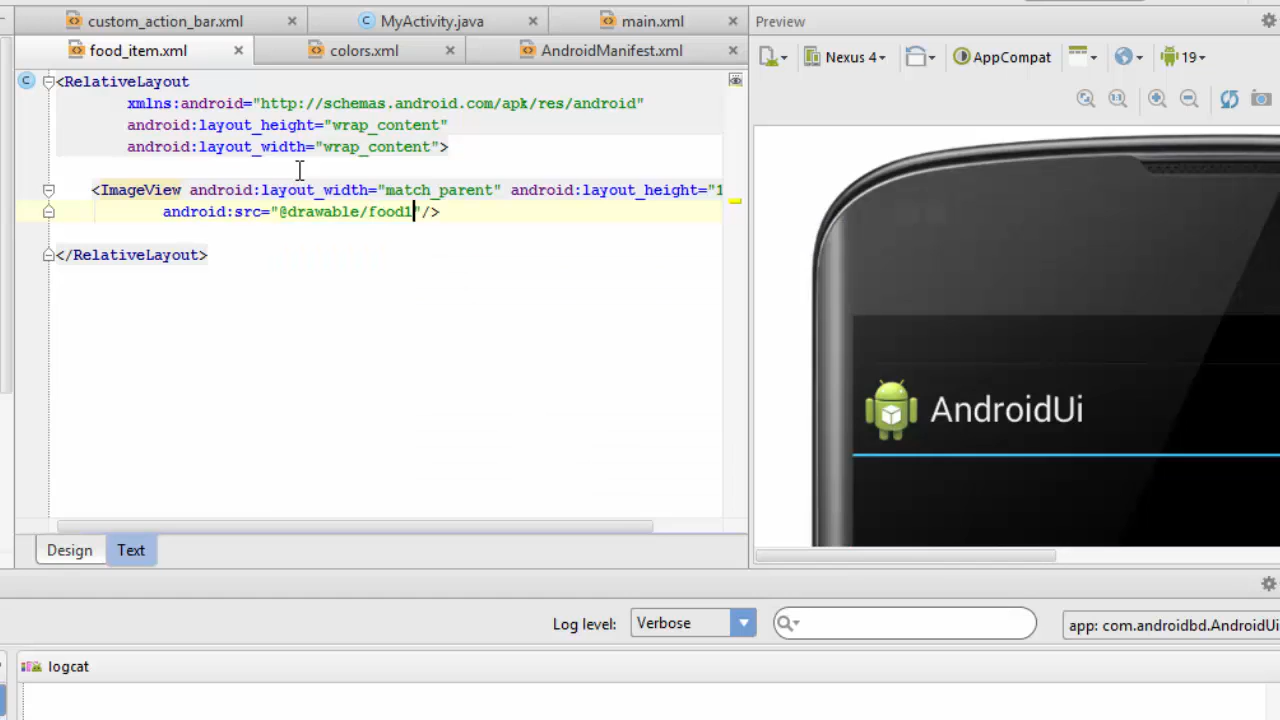 custom_action_bar.xml
MyActivity.java
main.xml
Preview
food_item.xml
colors.xml
AndroidManifest.xml
Nexus 4
AppCompat
19
<RelativeLayout
xmlns:android="http://schemas.android.com/apk/res/android"
android:layout_height="wrap_content"
android:layout_width="wrap_content">
<ImageView android:layout_width="match_parent" android:layout_height="1
android:src="@drawable/food1"/>
</RelativeLayout>
AndroidUi
Design
Text
Log level:
Verbose
app: com.androidbd.AndroidUi
logcat